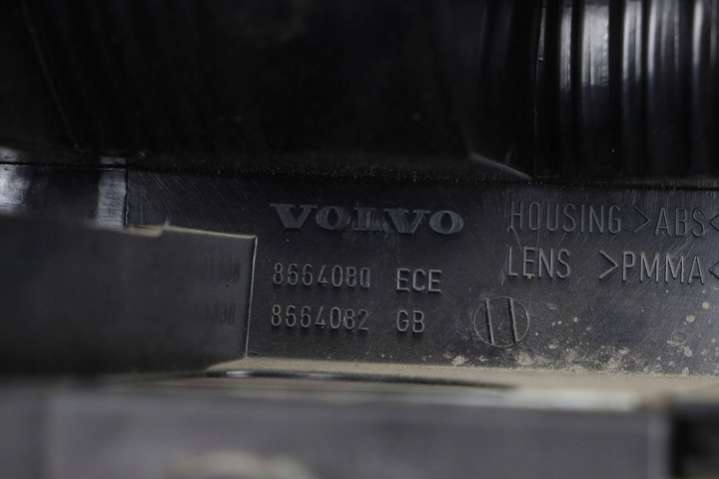 VOLVO
HOUSING >ABS<
LENS >PMMA<
8664080 ECE
8664082 GB